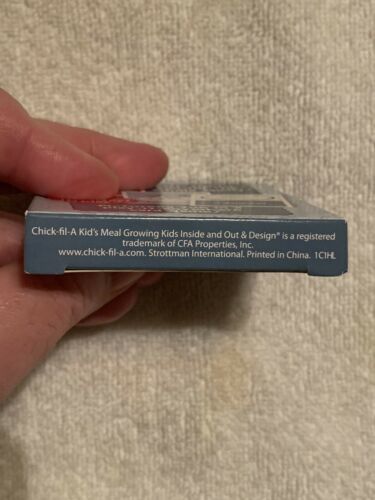 Chick-fil-A Kid's Meal Growing Kids Inside and Out & Design® is a registered
trademark of CFA Properties, Inc.
www.chick-fil-a.com. Strottman International. Printed in China. 1C1HL